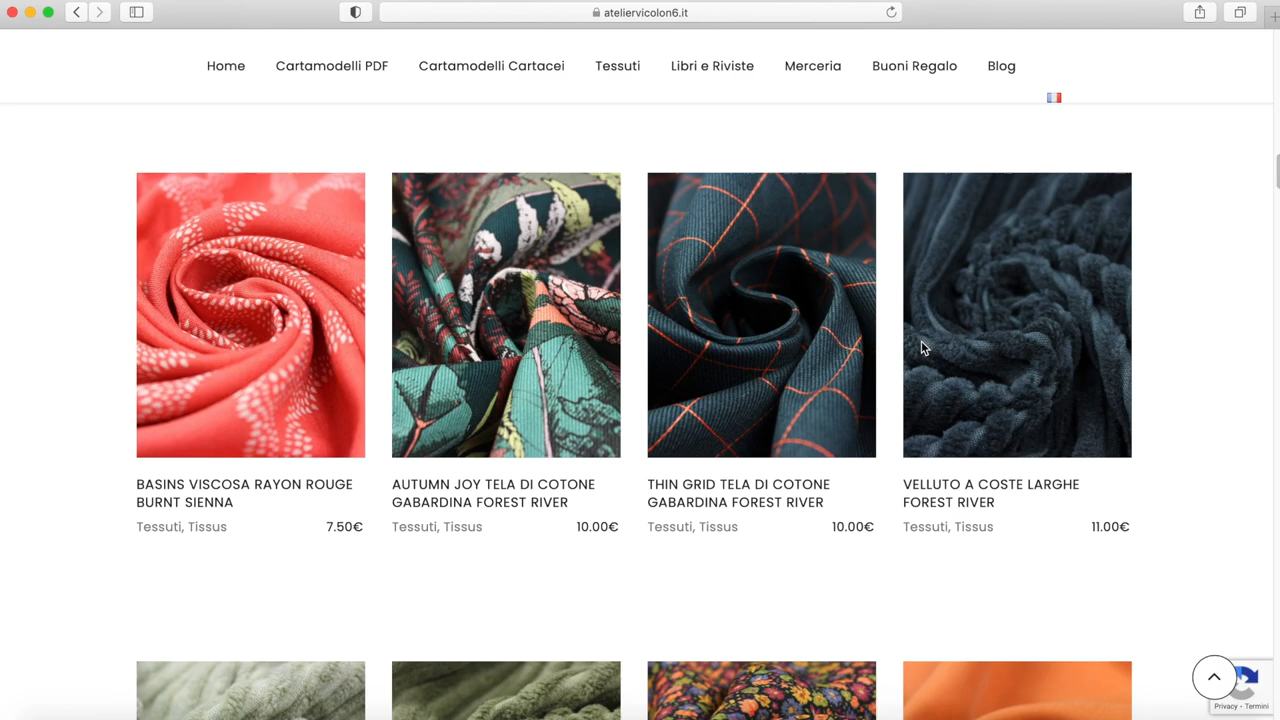 ateliervicolon6.it
Home Cartamodelli PDF Cartamodelli Cartacei Tessuti Libri e Riviste Merceria Buoni Regalo Blog
BASINS VISCOSA RAYON ROUGE
BURNT SIENNA
Tessuti, Tissus 7.50€
AUTUMN JOY TELA DI COTONE
GABARDINA FOREST RIVER
Tessuti, Tissus 10.00€
THIN GRID TELA DI COTONE
GABARDINA FOREST RIVER
Tessuti, Tissus 10.00€
VELLUTO A COSTE LARGHE
FOREST RIVER
Tessuti, Tissus 11.00€
Privacy - Termini